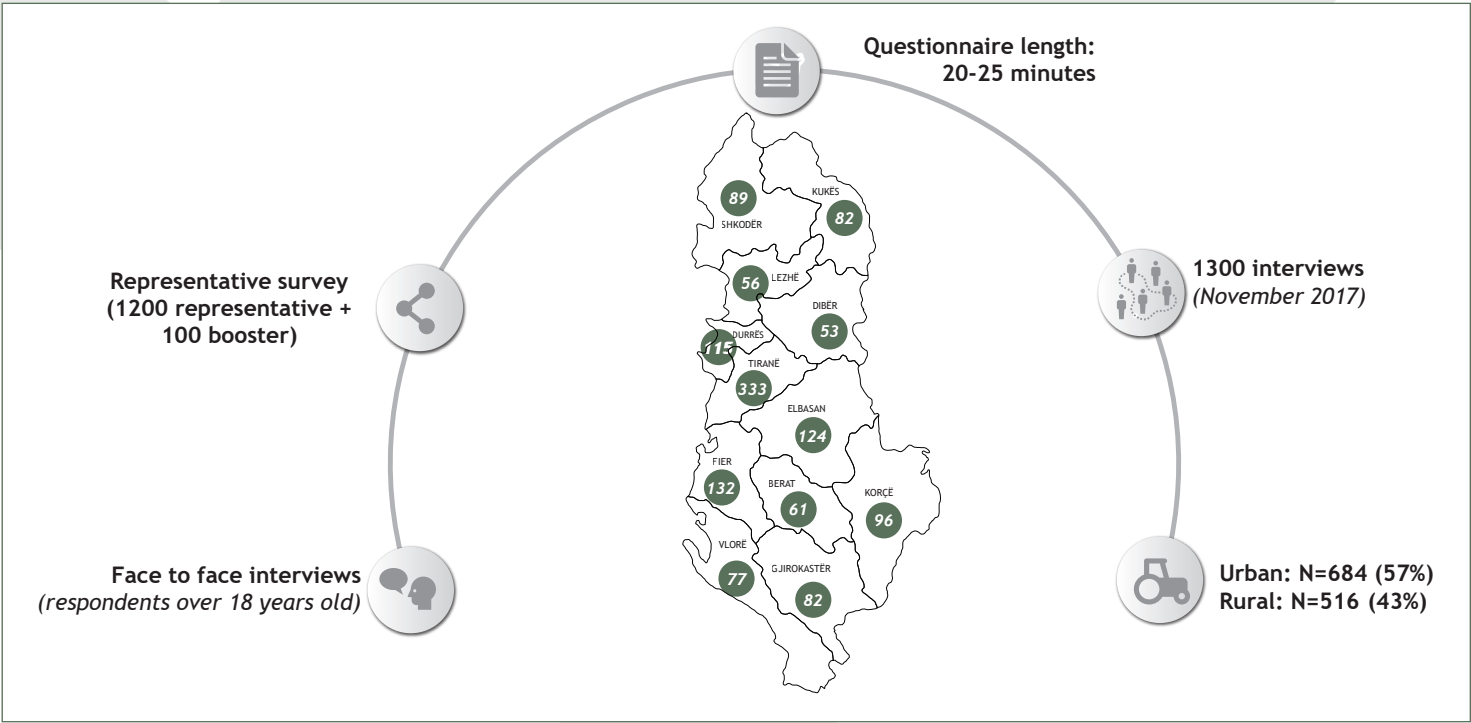 Questionnaire length:
20-25 minutes
Representative survey
(1200 representative +
100 booster)
1300 interviews
(November 2017)
Face to face interviews
(respondents over 18 years old)
Urban: N=684 (57%)
Rural: N=516 (43%)
89
SHKODËR
KUKËS
82
56
LEZHË
DIBËR
53
DURRËS
115
TIRANË
333
ELBASAN
124
FIER
132
BERAT
61
KORÇË
96
VLORË
77
GJIROKASTËR
82